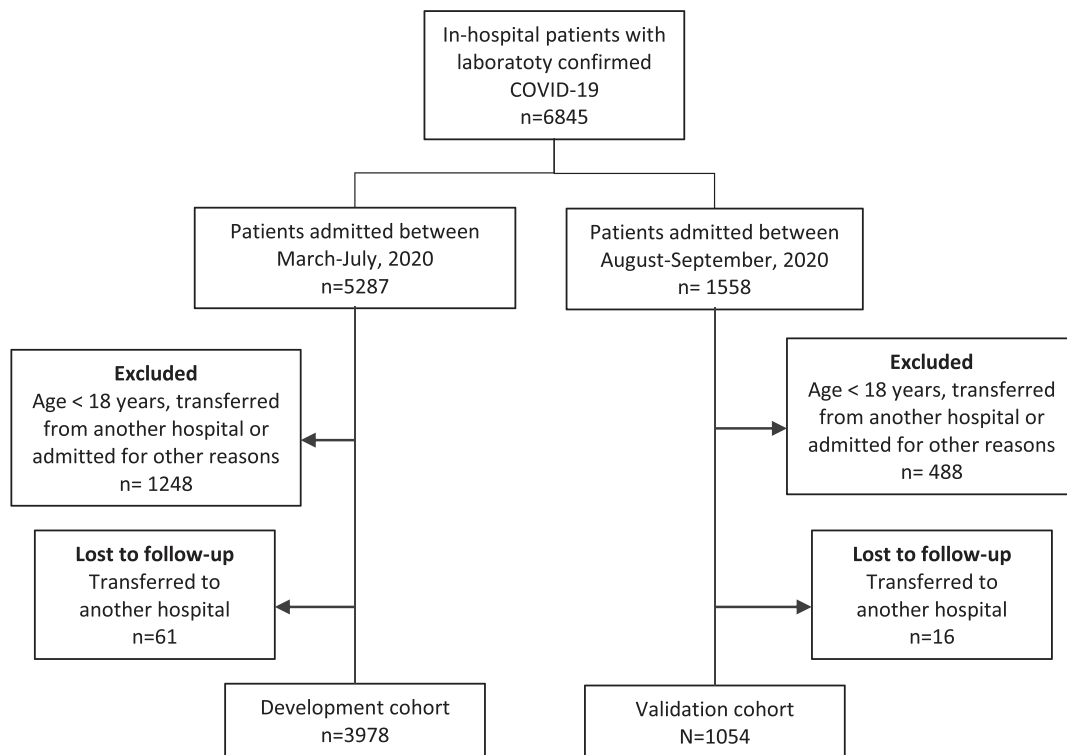 In-hospital patients with
laboratoty confirmed
COVID-19
n=6845
Patients admitted between
March-July, 2020
n=5287
Patients admitted between
August-September, 2020
n= 1558
Excluded
Age < 18 years, transferred
from another hospital or
admitted for other reasons
n= 1248
Excluded
Age < 18 years, transferred
from another hospital or
admitted for other reasons
n= 488
Lost to follow-up
Transferred to
another hospital
n=61
Lost to follow-up
Transferred to
another hospital
n=16
Development cohort
n=3978
Validation cohort
N=1054